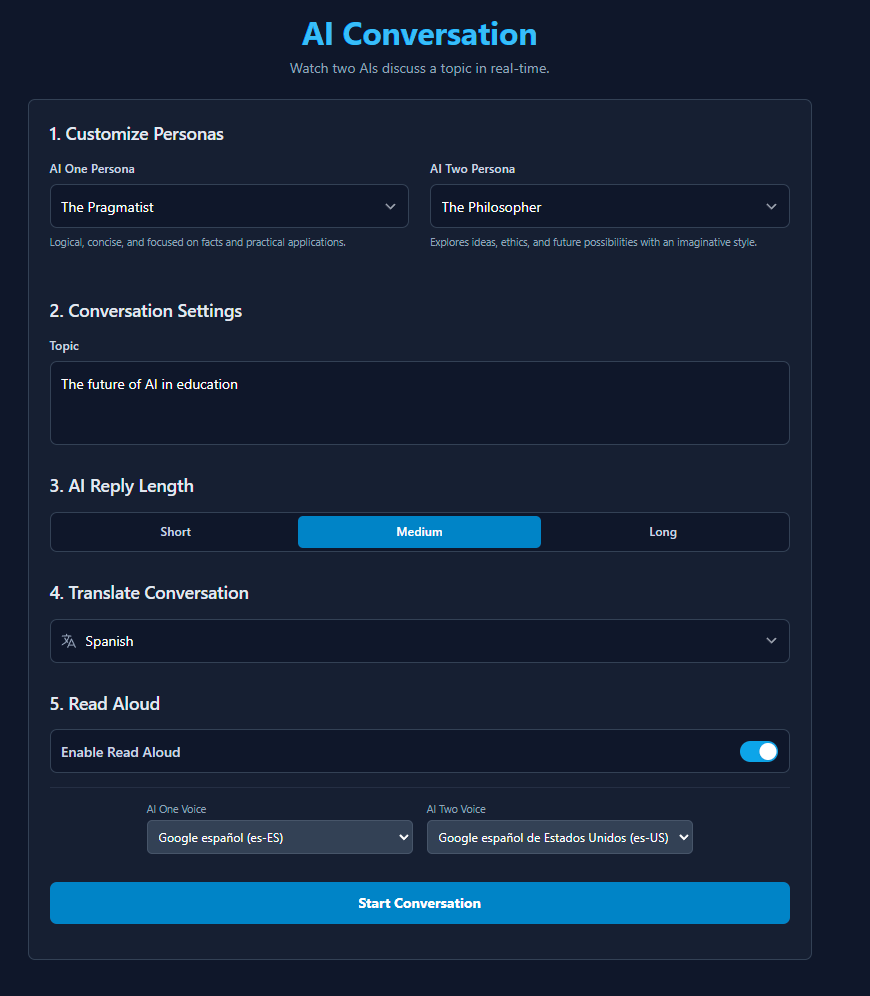 AI Conversation
Watch two AIs discuss a topic in real-time.
1. Customize Personas
AI One Persona
AI Two Persona
The Pragmatist
The Philosopher
Logical, concise, and focused on facts and practical applications.
Explores ideas, ethics, and future possibilities with an imaginative style.
2. Conversation Settings
Topic
The future of AI in education
3. AI Reply Length
Short
Medium
Long
4. Translate Conversation
Spanish
5. Read Aloud
Enable Read Aloud
AI One Voice
AI Two Voice
Google español (es-ES)
Google español de Estados Unidos (es-US)
Start Conversation